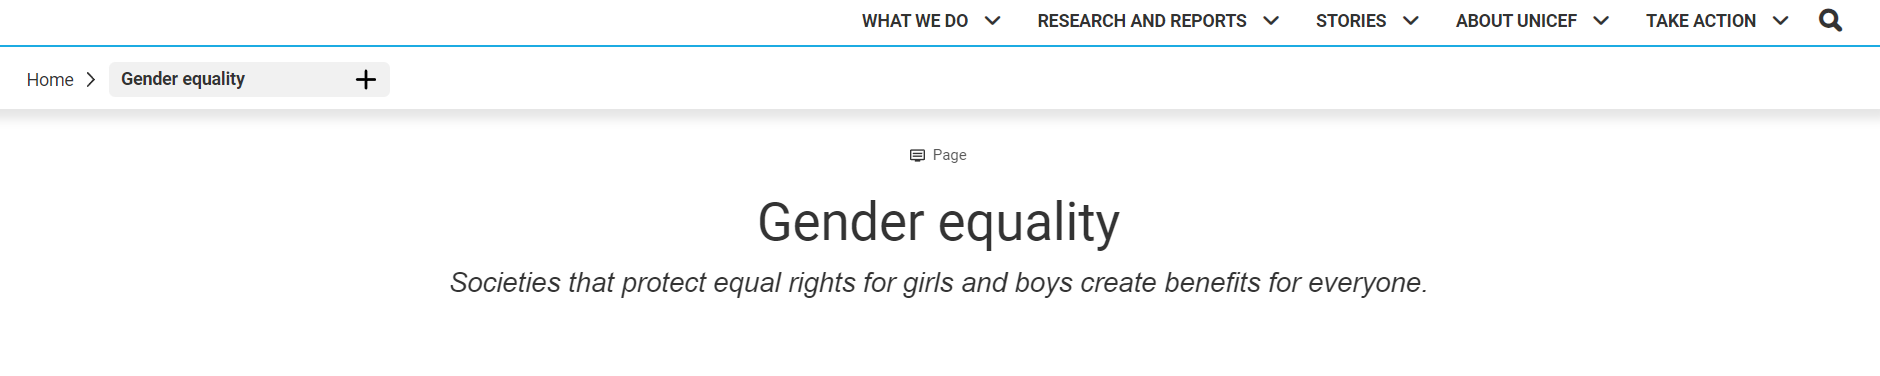 WHAT WE DO RESEARCH AND REPORTS STORIES ABOUT UNICEF TAKE ACTION
Home Gender equality
Page
Gender equality
Societies that protect equal rights for girls and boys create benefits for everyone.